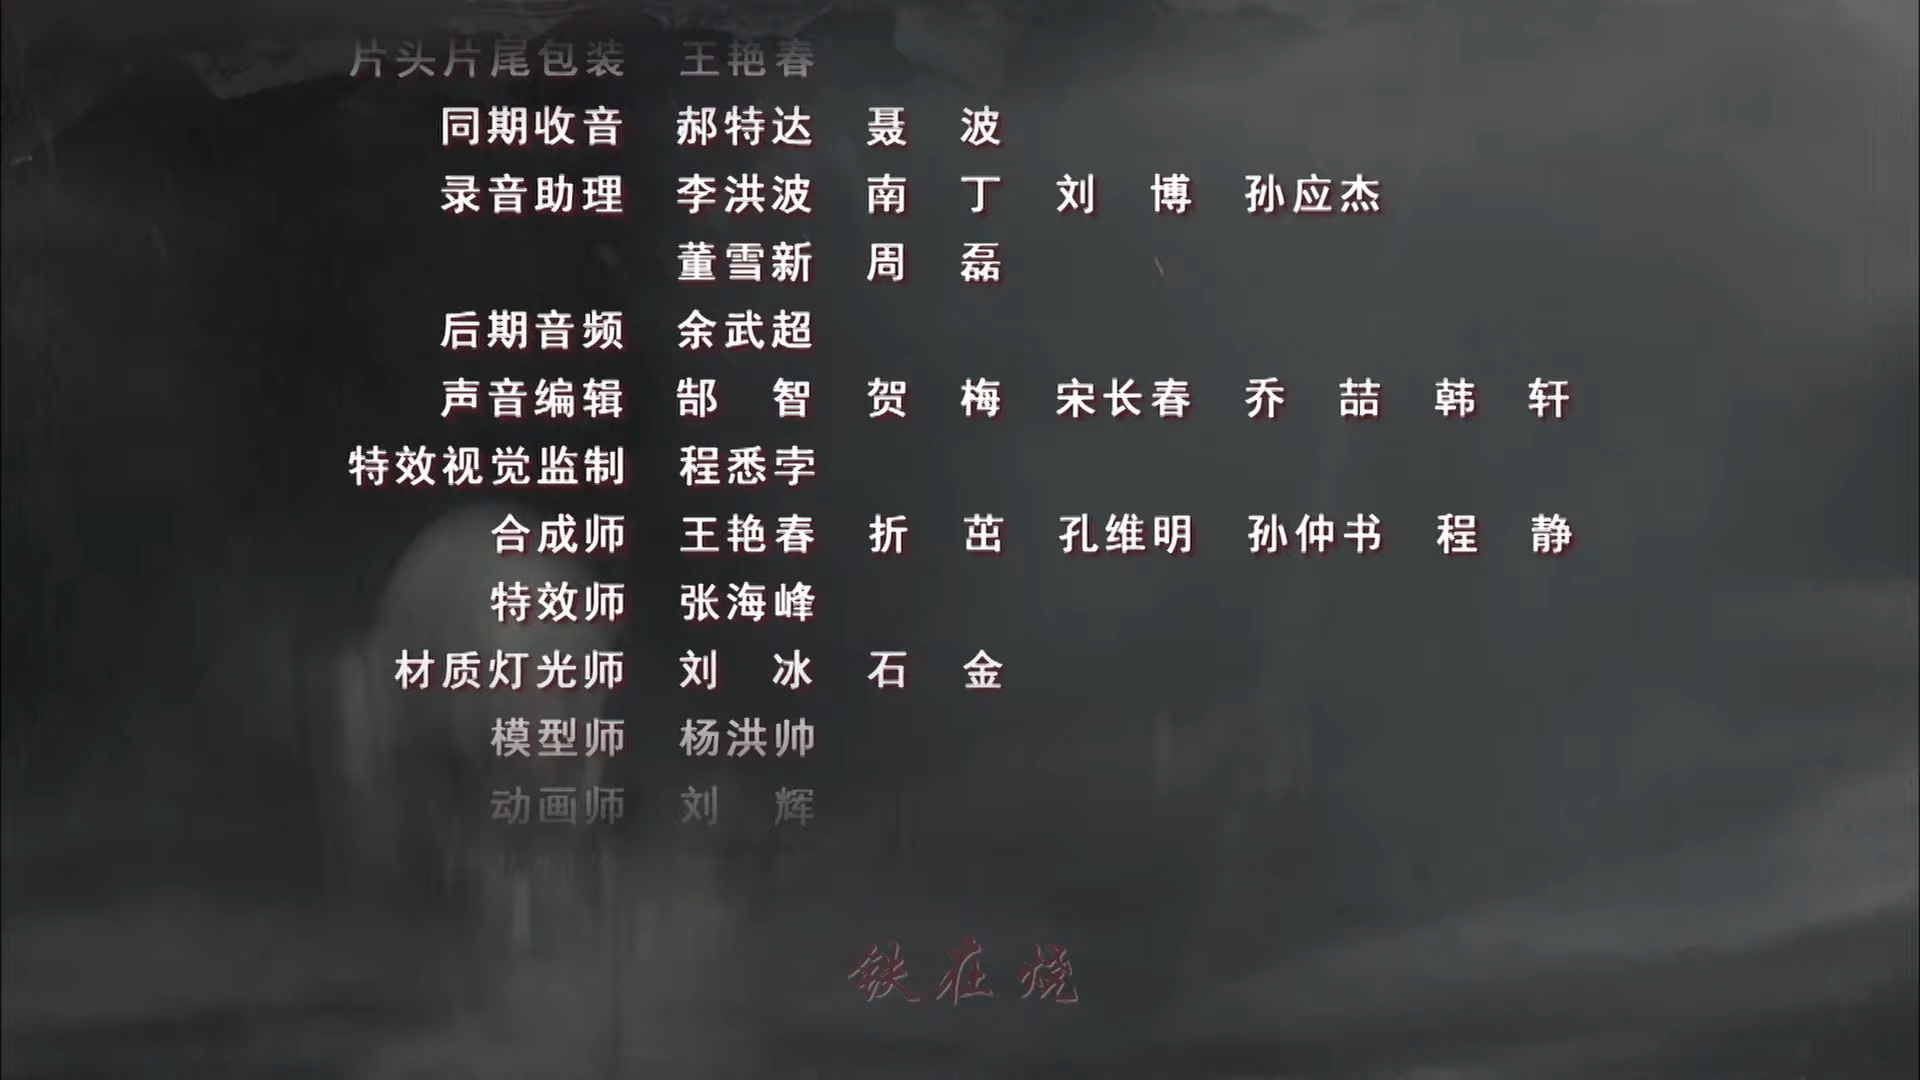 片头片尾包装 王艳春
同期收音 郝特达 聂波
录音助理 李洪波 南丁 刘博 孙应杰
董雪新 周磊
后期音频 余武超
声音编辑 郜智 贺梅 宋长春 乔喆 韩轩
特效视觉监制 程悉孛
合成师 王艳春 折茁 孔维明 孙仲书 程静
特效师 张海峰
材质灯光师 刘冰 石金
模型师 杨洪帅
动画师 刘辉
铁在烧